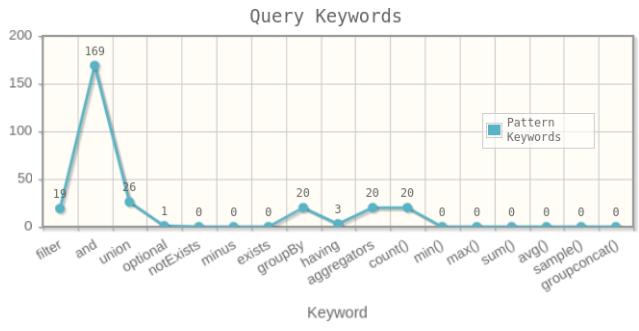 Query Keywords
200
150
100
50
0
19
169
26
1
0
0
0
20
3
20
20
0
0
0
0
0
0
Pattern
Keywords
filter
and
union
optional
notExists
minus
exists
groupBy
having
aggregators
count()
min()
max()
sum()
avg()
sample()
groupconcat()
Keyword